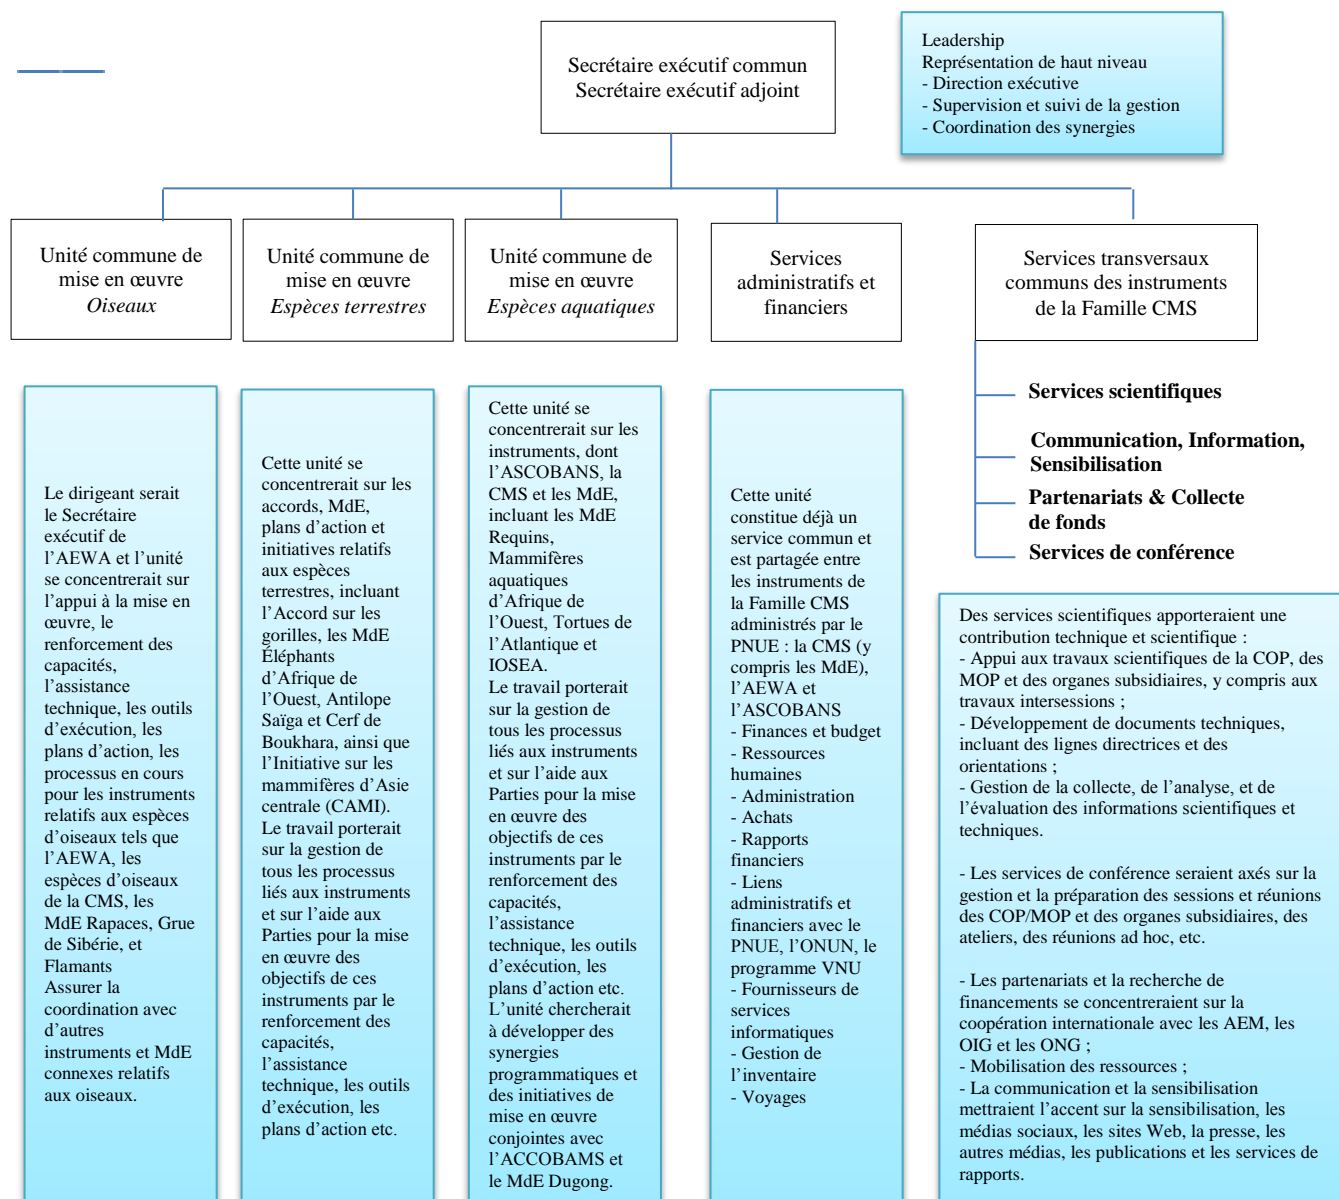 Secrétaire exécutif commun
Secrétaire exécutif adjoint
Leadership
Représentation de haut niveau
- Direction exécutive
- Supervision et suivi de la gestion
- Coordination des synergies
Unité commune de
mise en œuvre
Oiseaux
Unité commune de
mise en œuvre
Espèces terrestres
Unité commune de
mise en œuvre
Espèces aquatiques
Services
administratifs et
financiers
Services transversaux
communs des instruments
de la Famille CMS
Services scientifiques
Communication, Information,
Sensibilisation
Partenariats & Collecte
de fonds
Services de conférence
Le dirigeant serait
le Secrétaire
exécutif de
l’AEWA et l’unité
se concentrerait sur
l’appui à la mise en
œuvre, le
renforcement des
capacités,
l’assistance
technique, les outils
d’exécution, les
plans d’action, les
processus en cours
pour les instruments
relatifs aux espèces
d’oiseaux tels que
l’AEWA, les
espèces d’oiseaux
de la CMS, les
MdE Rapaces, Grue
de Sibérie, et
Flamants
Assurer la
coordination avec
d’autres
instruments et MdE
connexes relatifs
aux oiseaux.
Cette unité se
concentrerait sur les
accords, MdE,
plans d’action et
initiatives relatifs
aux espèces
terrestres, incluant
l’Accord sur les
gorilles, les MdE
Éléphants
d’Afrique de
l’Ouest, Antilope
Saïga et Cerf de
Boukhara, ainsi que
l’Initiative sur les
mammifères d’Asie
centrale (CAMI).
Le travail porterait
sur la gestion de
tous les processus
liés aux instruments
et sur l’aide aux
Parties pour la mise
en œuvre des
objectifs de ces
instruments par le
renforcement des
capacités,
l’assistance
technique, les outils
d’exécution, les
plans d’action etc.
Cette unité se
concentrerait sur les
instruments, dont
l’ASCOBANS, la
CMS et les MdE,
incluant les MdE
Requins,
Mammifères
aquatiques
d’Afrique de
l’Ouest, Tortues de
l’Atlantique et
IOSEA.
Le travail porterait
sur la gestion de
tous les processus
liés aux instruments
et sur l’aide aux
Parties pour la mise
en œuvre des
objectifs de ces
instruments par le
renforcement des
capacités,
l’assistance
technique, les outils
d’exécution, les
plans d’action etc.
L’unité chercherait
à développer des
synergies
programmatiques et
des initiatives de
mise en œuvre
conjointes avec
l’ACCOBAMS et
le MdE Dugong.
Cette unité
constitue déjà un
service commun et
est partagée entre
les instruments de
la Famille CMS
administrés par le
PNUE : la CMS (y
compris les MdE),
l’AEWA et
l’ASCOBANS
- Finances et budget
- Ressources
humaines
- Administration
- Achats
- Rapports
financiers
- Liens
administratifs et
financiers avec le
PNUE, l’ONUN, le
programme VNU
- Fournisseurs de
services
informatiques
- Gestion de
l’inventaire
- Voyages
Des services scientifiques apporteraient une
contribution technique et scientifique :
- Appui aux travaux scientifiques de la COP, des
MOP et des organes subsidiaires, y compris aux
travaux intersessions ;
- Développement de documents techniques,
incluant des lignes directrices et des
orientations ;
- Gestion de la collecte, de l’analyse, et de
l’évaluation des informations scientifiques et
techniques.
- Les services de conférence seraient axés sur la
gestion et la préparation des sessions et réunions
des COP/MOP et des organes subsidiaires, des
ateliers, des réunions ad hoc, etc.
- Les partenariats et la recherche de
financements se concentreraient sur la
coopération internationale avec les AEM, les
OIG et les ONG ;
- Mobilisation des ressources ;
- La communication et la sensibilisation
mettraient l’accent sur la sensibilisation, les
médias sociaux, les sites Web, la presse, les
autres médias, les publications et les services de
rapports.